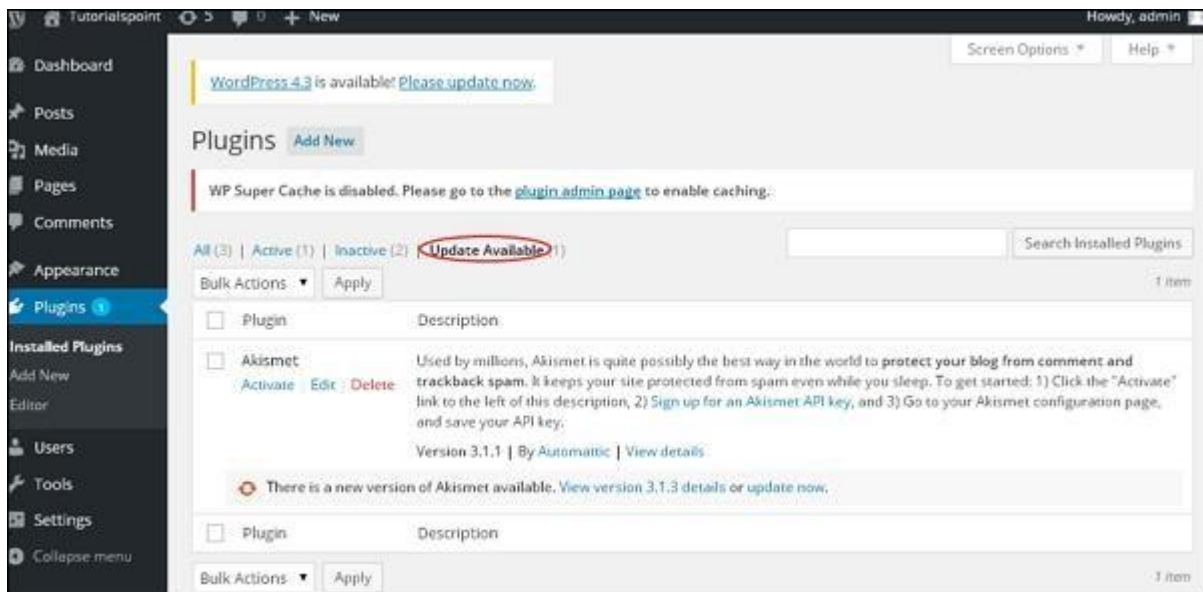 Tutorialspoint 5 0 + New Howdy, admin
Screen Options Help
Dashboard
Posts
Media
Pages
Comments
Appearance
Plugins 1
Installed Plugins
Add New
Editor
Users
Tools
Settings
Collapse menu
WordPress 4.3 is available! Please update now.
Plugins Add New
WP Super Cache is disabled. Please go to the plugin admin page to enable caching.
All (3) | Active (1) | Inactive (2) | Update Available (1)
Search Installed Plugins
Bulk Actions Apply
1 item
Plugin Description
Akismet
Activate Edit Delete
Used by millions, Akismet is quite possibly the best way in the world to protect your blog from comment and
trackback spam. It keeps your site protected from spam even while you sleep. To get started: 1) Click the "Activate"
link to the left of this description, 2) Sign up for an Akismet API key, and 3) Go to your Akismet configuration page,
and save your API key.
Version 3.1.1 | By Automattic | View details
There is a new version of Akismet available. View version 3.1.3 details or update now.
Plugin Description
Bulk Actions Apply
1 item